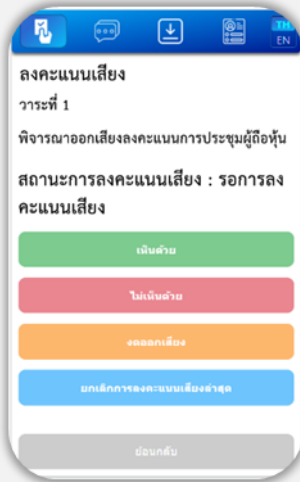 TH
EN
ลงคะแนนเสียง
วาระที่ 1
พิจารณาออกเสียงลงคะแนนการประชุมผู้ถือหุ้น
สถานะการลงคะแนนเสียง : รอการลง
คะแนนเสียง
เห็นด้วย
ไม่เห็นด้วย
งดออกเสียง
ยกเลิกการลงคะแนนเสียงล่าสุด
ย้อนกลับ